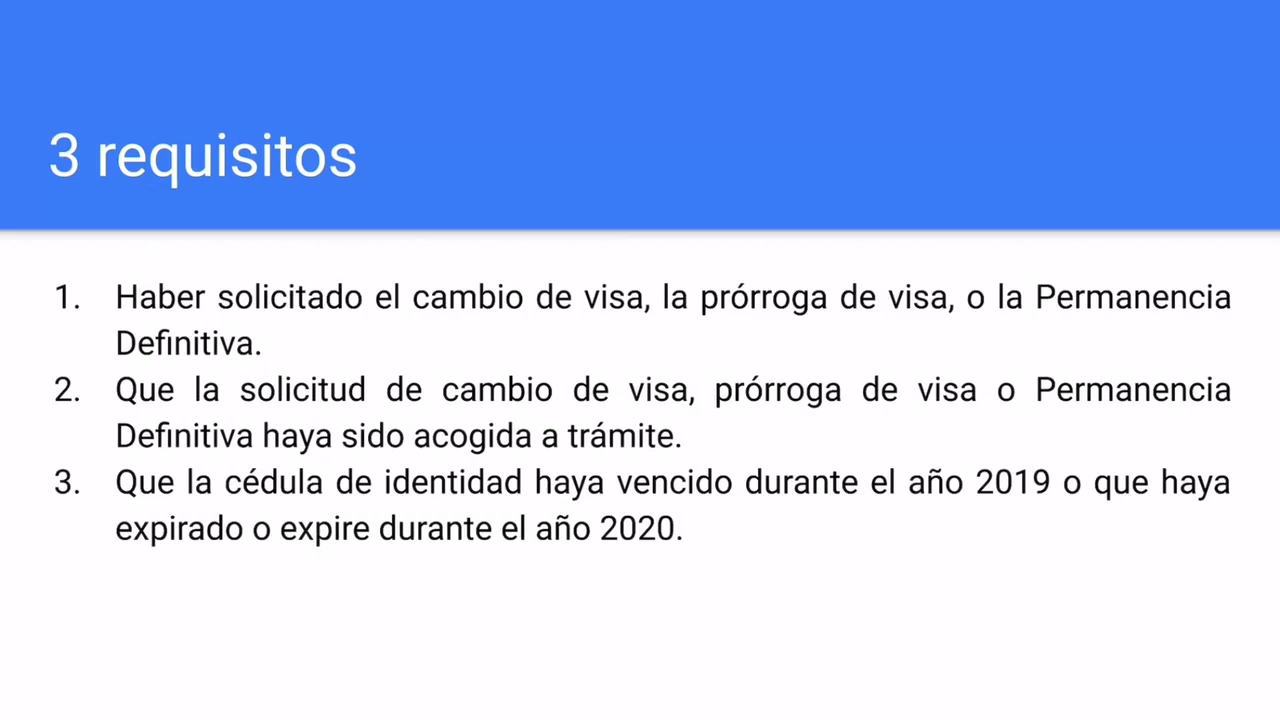 3 requisitos
1. Haber solicitado el cambio de visa, la prórroga de visa, o la Permanencia
Definitiva.
2. Que la solicitud de cambio de visa, prórroga de visa o Permanencia
Definitiva haya sido acogida a trámite.
3. Que la cédula de identidad haya vencido durante el año 2019 o que haya
expirado o expire durante el año 2020.